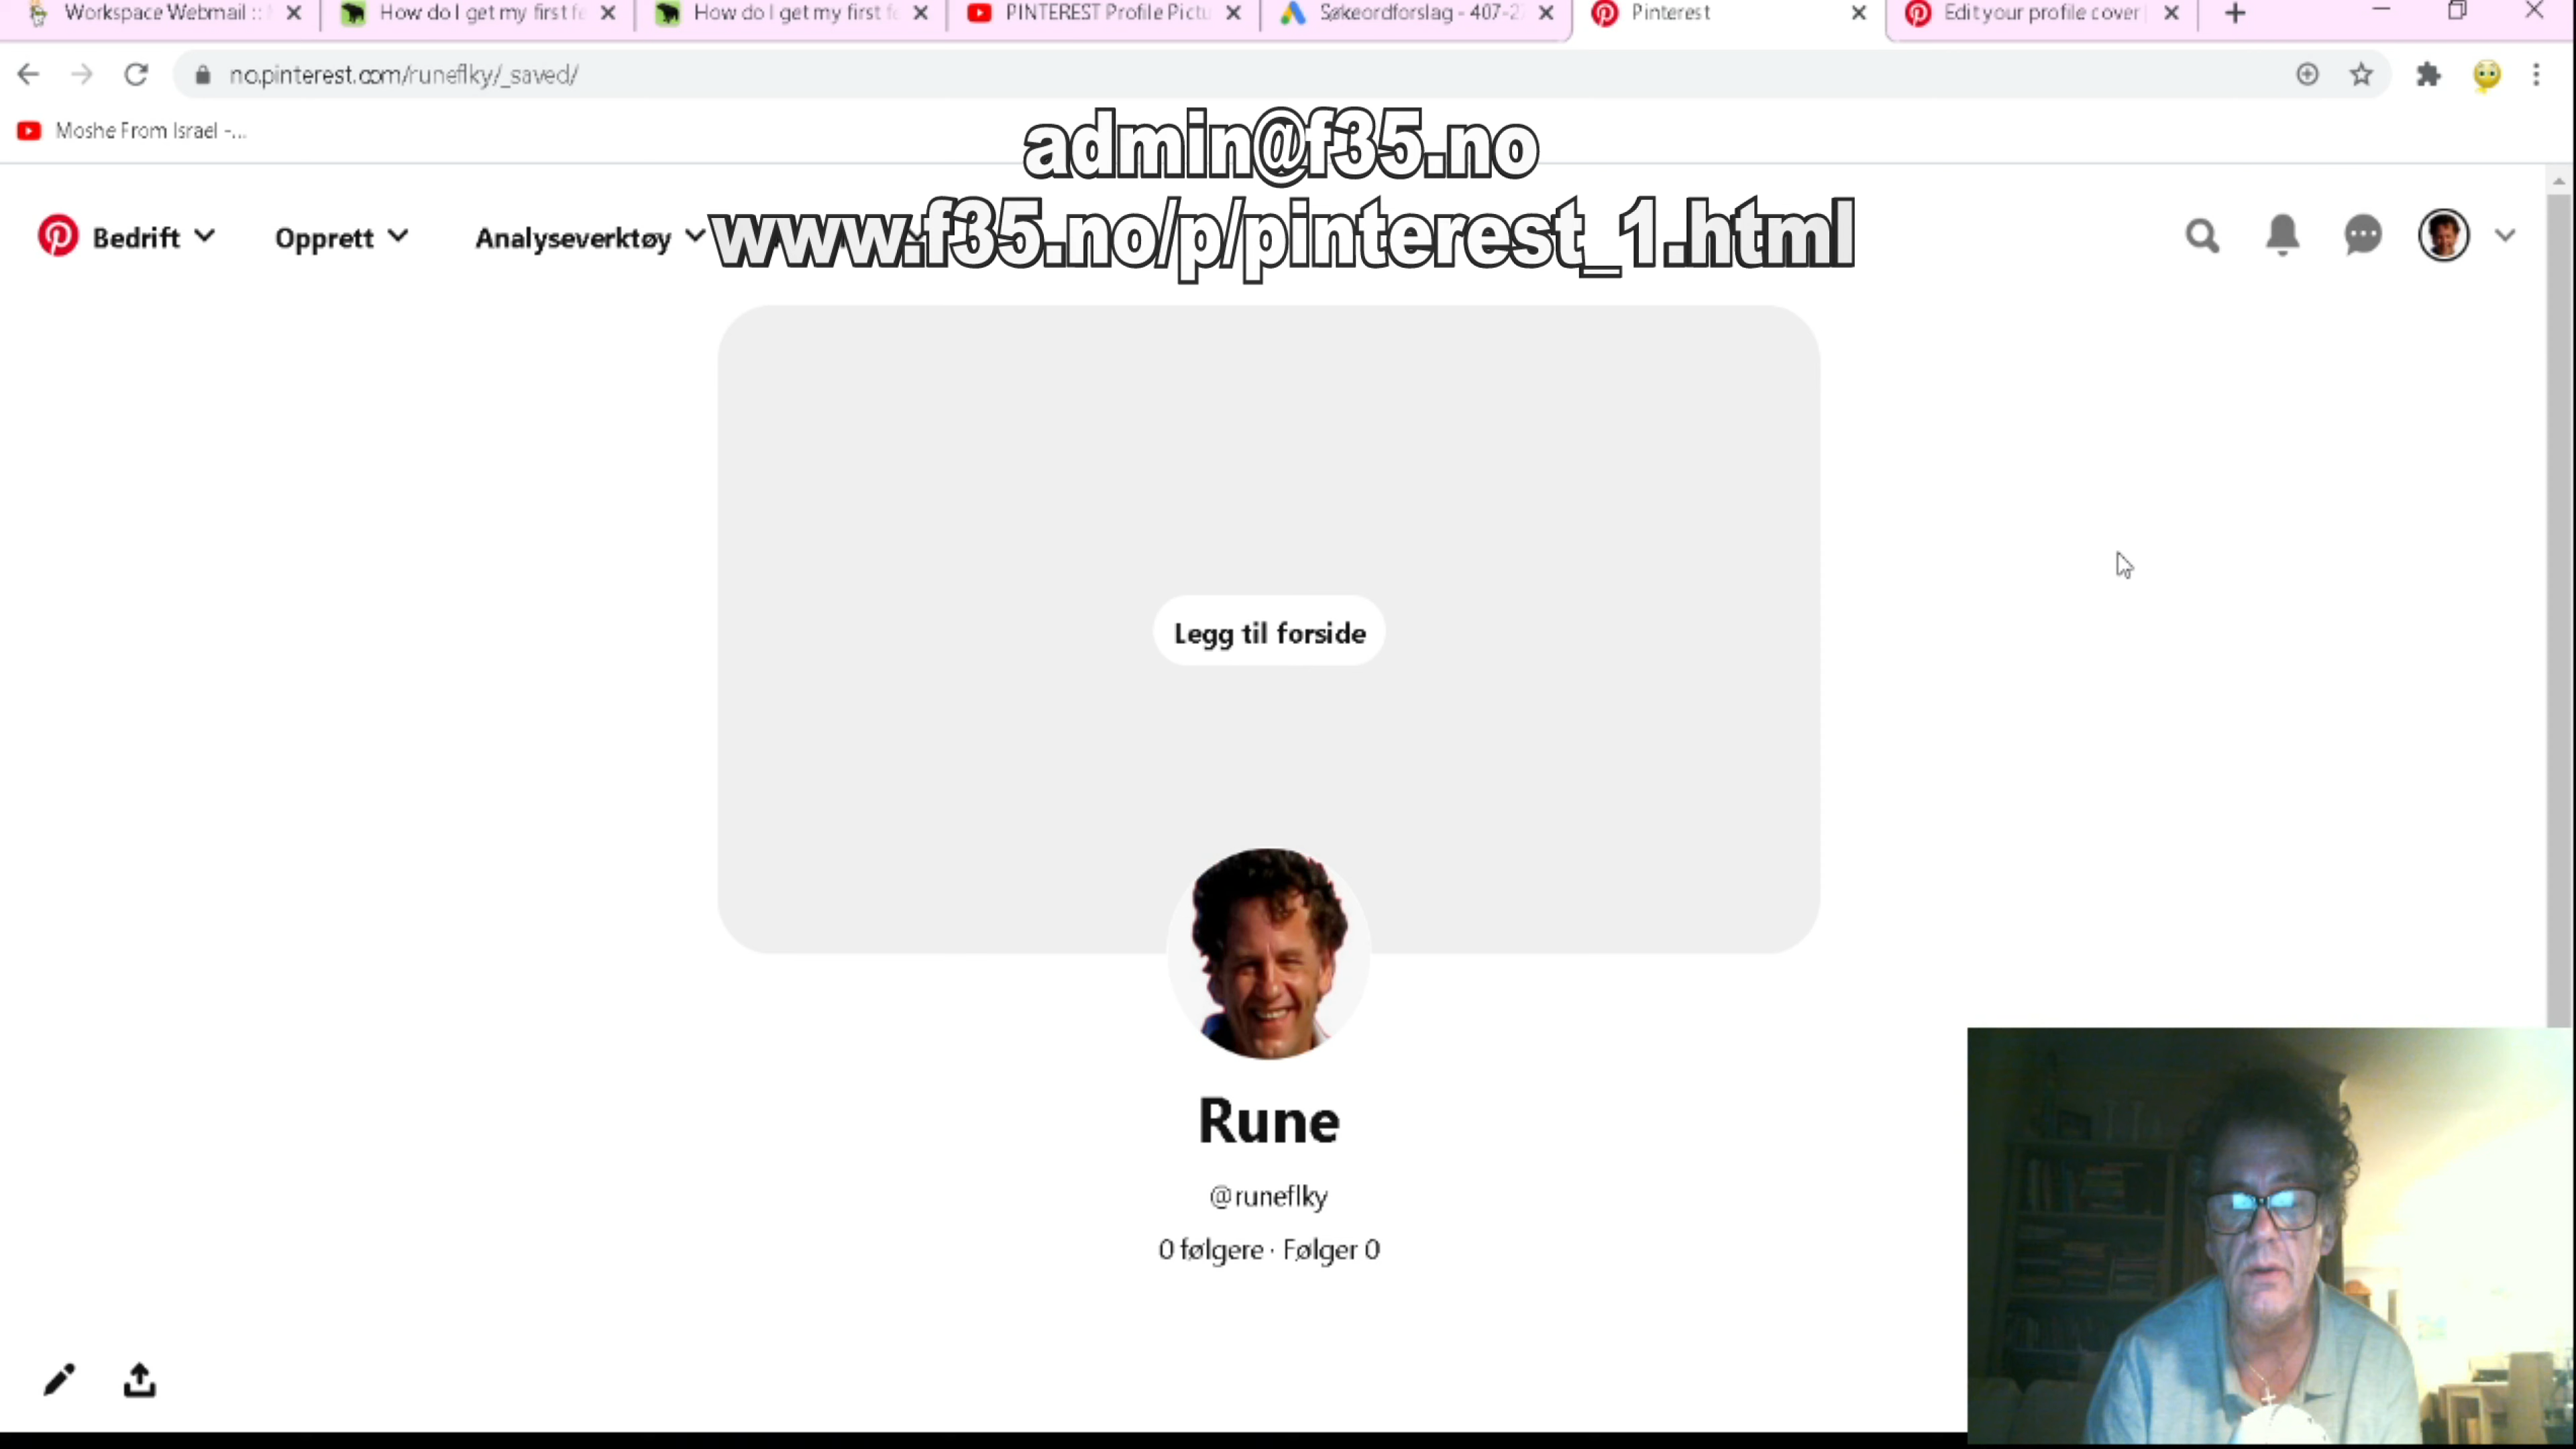 Workspace Webmail ::
How do I get my first fe
How do I get my first fe
PINTEREST Profile Pictu
Søkeordforslag - 407-2
Pinterest
Edit your profile cover
no.pinterest.com/runeflky/_saved/
Moshe From Israel -...
admin@f35.no
Bedrift
Opprett
Analyseverktøy
www.f35.no/p/pinterest_1.html
Legg til forside
Rune
@runeflky
0 følgere · Følger 0